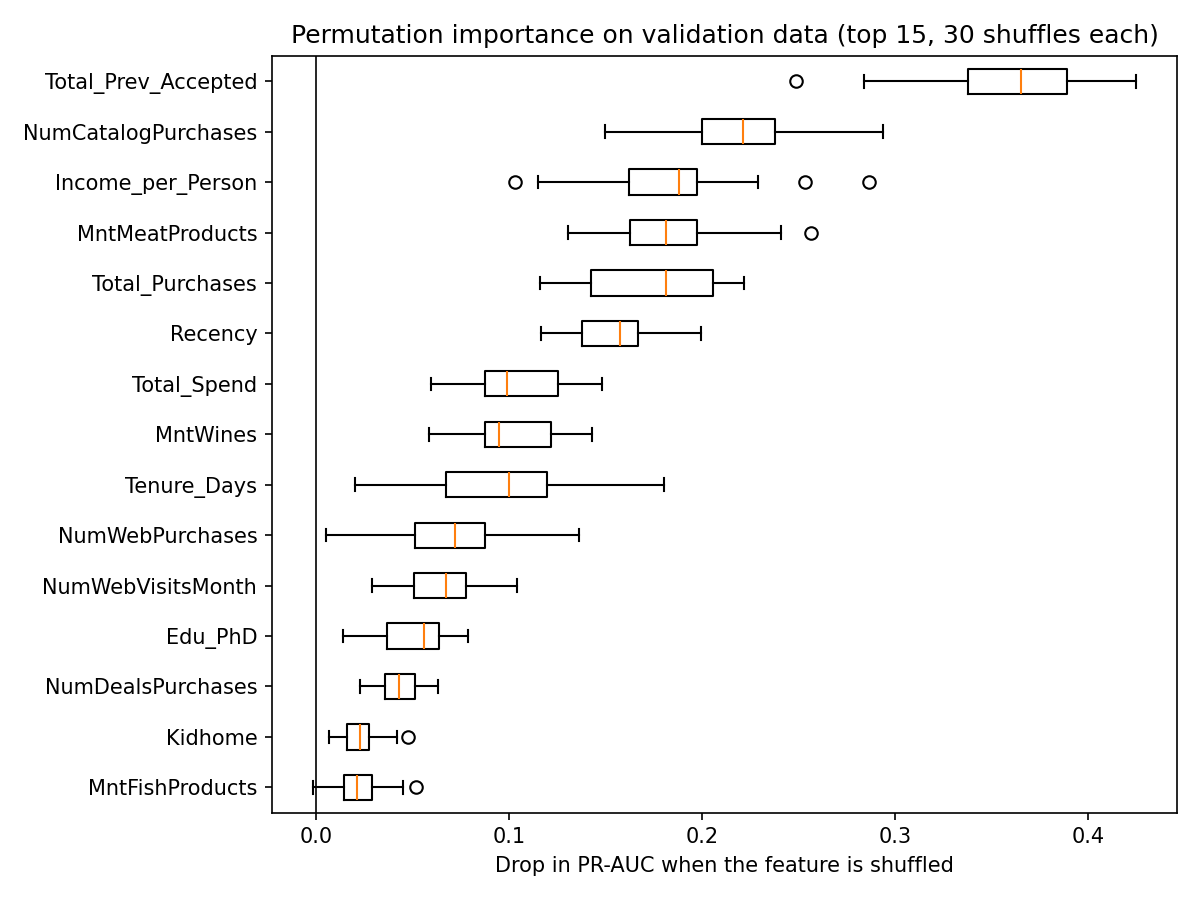 Permutation importance on validation data (top 15, 30 shuffles each)
Total_Prev_Accepted
NumCatalogPurchases
Income_per_Person
MntMeatProducts
Total_Purchases
Recency
Total_Spend
MntWines
Tenure_Days
NumWebPurchases
NumWebVisitsMonth
Edu_PhD
NumDealsPurchases
Kidhome
MntFishProducts
0.0 0.1 0.2 0.3 0.4
Drop in PR-AUC when the feature is shuffled